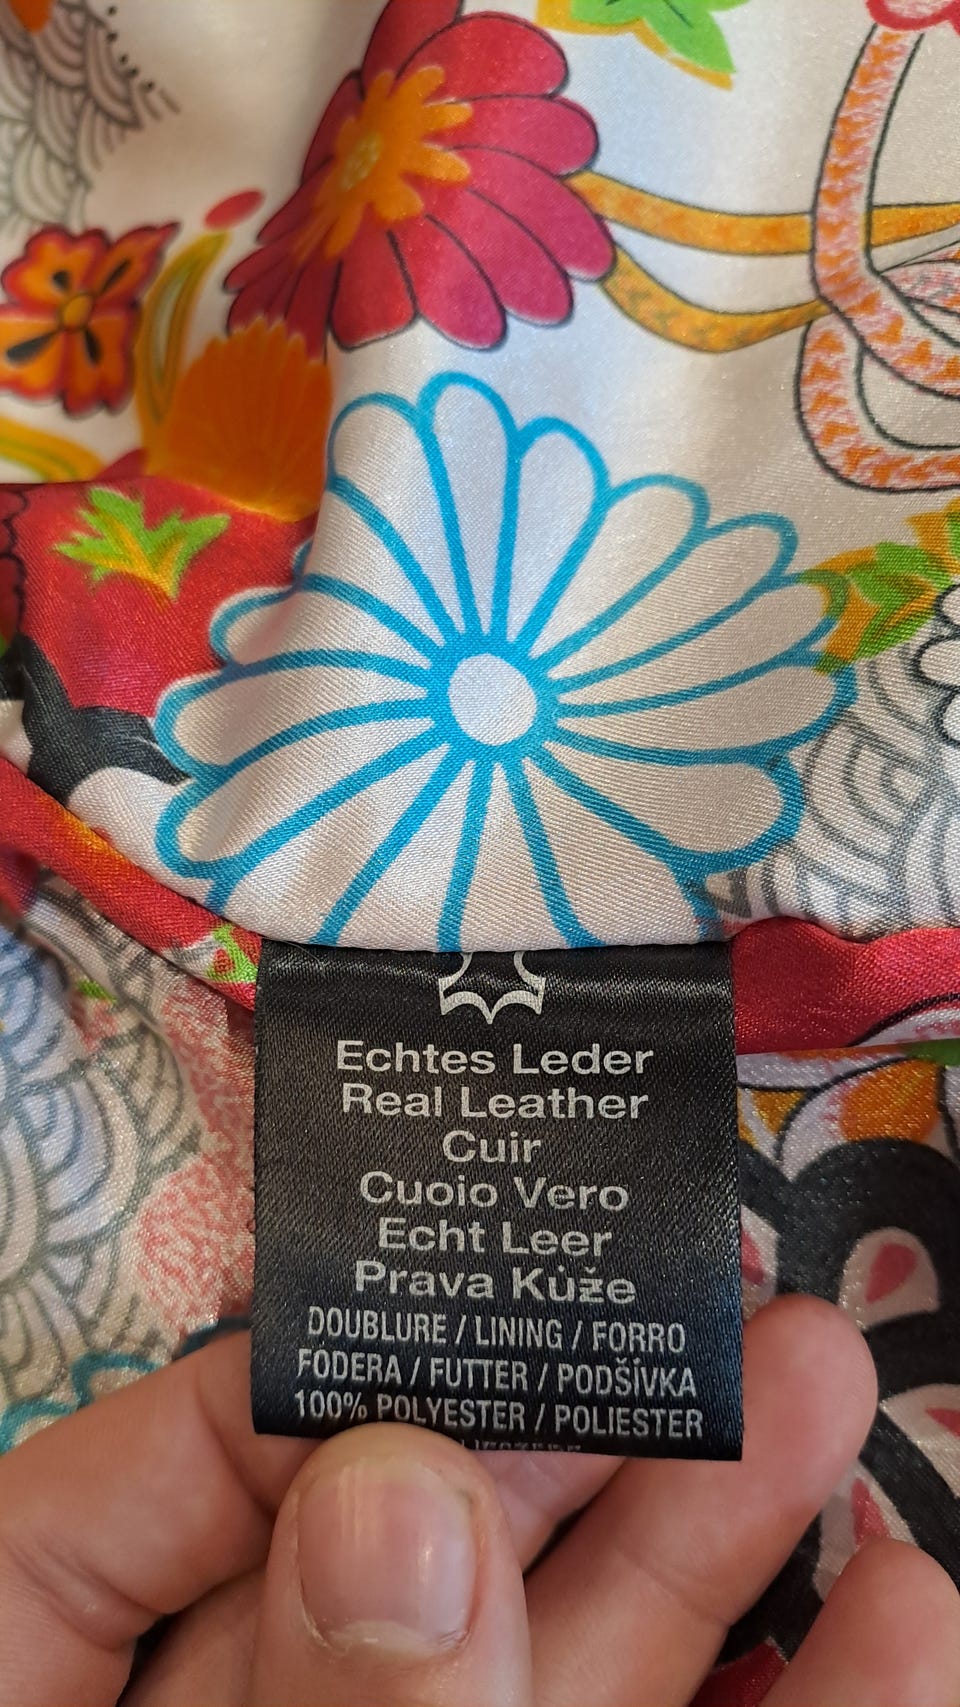 Echtes Leder
Real Leather
Cuir
Cuoio Vero
Echt Leer
Prava Kůže
DOUBLURE / LINING / FORRO
FODERA / FUTTER / PODŠÍVKA
100% POLYESTER / POLIESTER